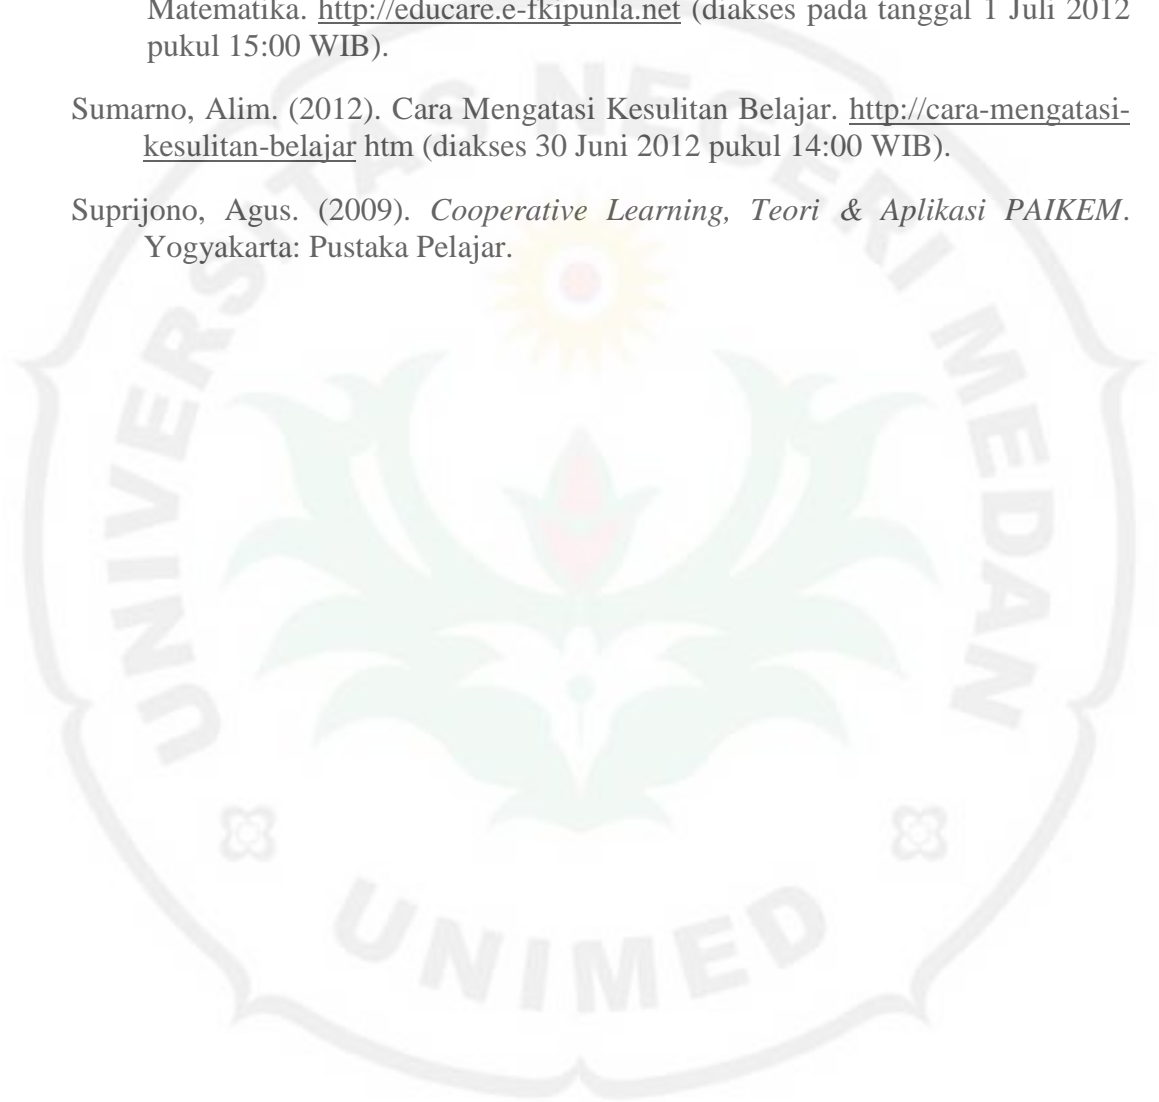 Matematika. http://educare.e-fkipunla.net (diakses pada tanggal 1 Juli 2012
pukul 15:00 WIB).
Sumarno, Alim. (2012). Cara Mengatasi Kesulitan Belajar. http://cara-mengatasi-
kesulitan-belajar htm (diakses 30 Juni 2012 pukul 14:00 WIB).
Suprijono, Agus. (2009). Cooperative Learning, Teori & Aplikasi PAIKEM.
Yogyakarta: Pustaka Pelajar.
UNIVERSITAS NEGERI MEDAN
UNIMED